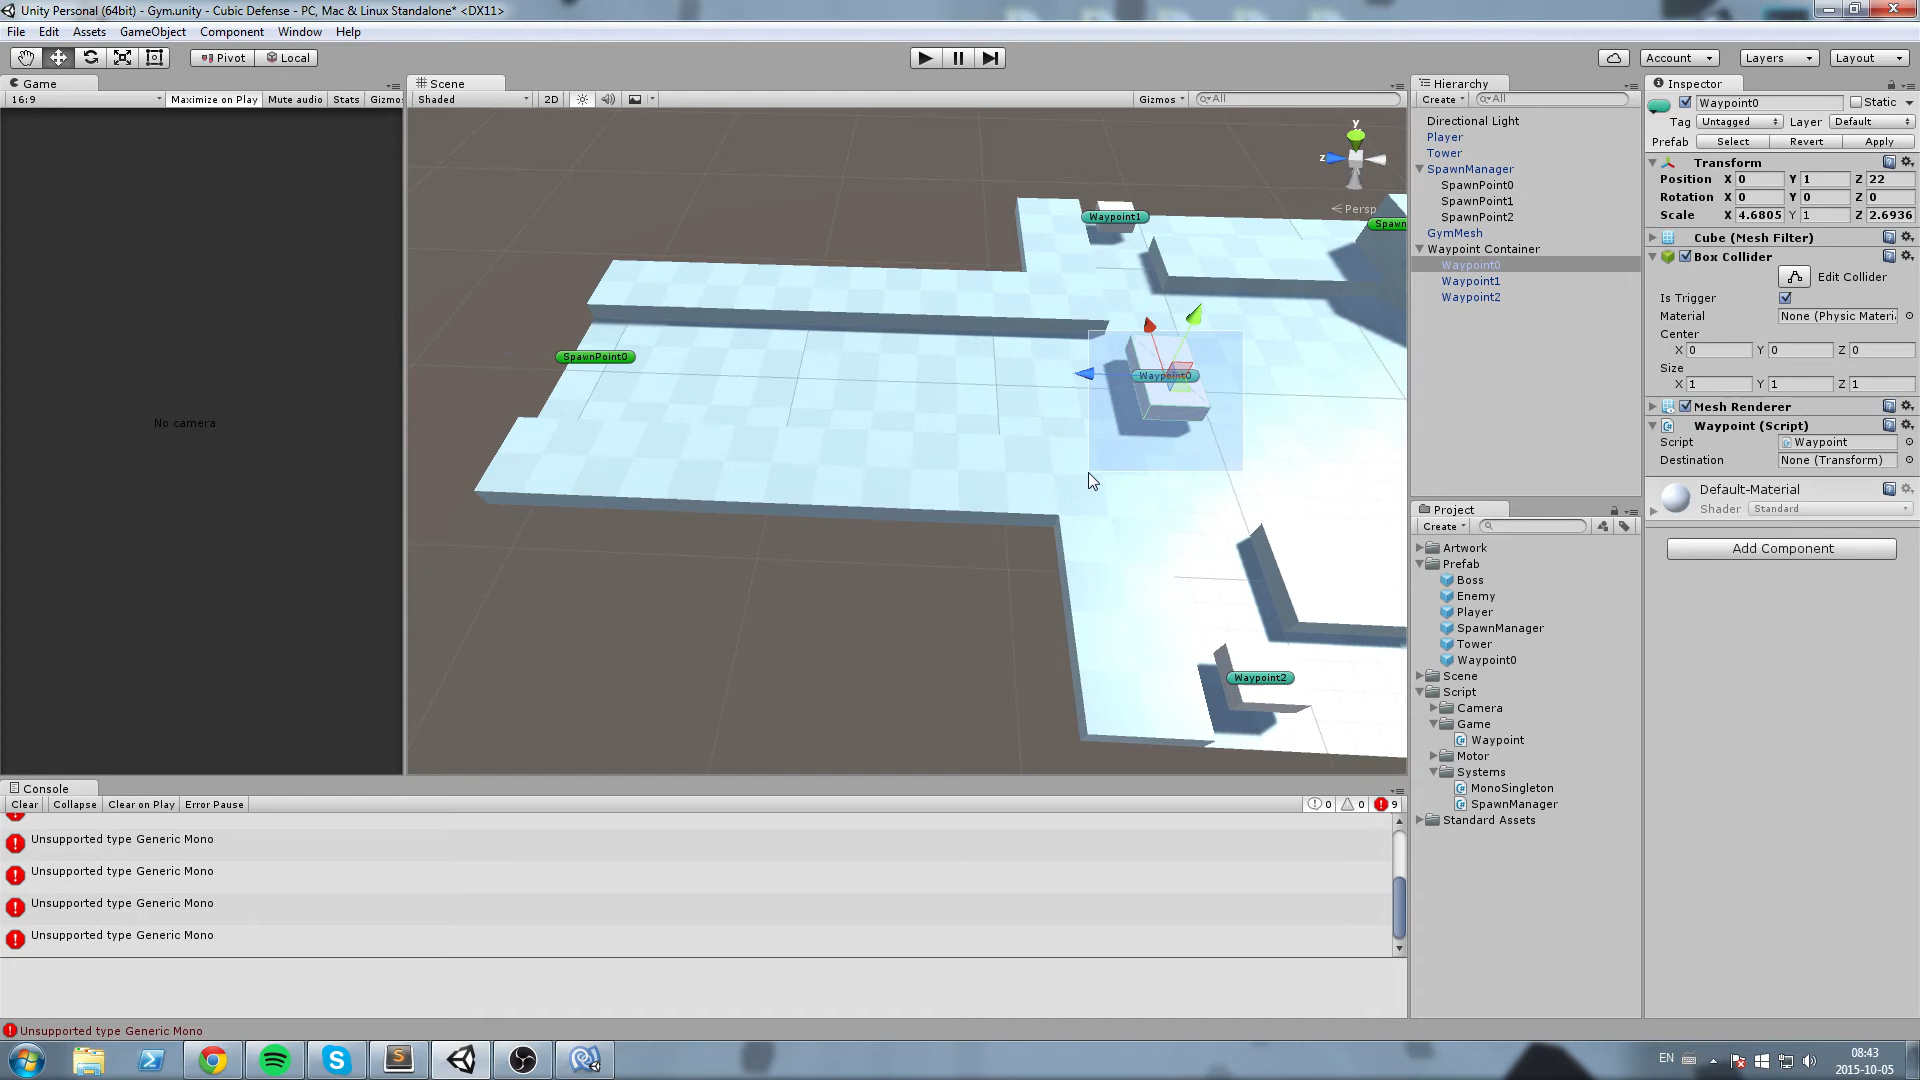 Unity Personal (64bit) - Gym.unity - Cubic Defense - PC, Mac & Linux Standalone* <DX11>
File Edit Assets GameObject Component Window Help
Pivot Local Account Layers Layout
Game
16:9 Maximize on Play Mute audio Stats Gizmos
No camera
Scene
Shaded 2D Gizmos All
y
z
Persp
Waypoint1
Spawn
SpawnPoint0
Waypoint0
Waypoint2
Hierarchy
Create All
Directional Light
Player
Tower
SpawnManager
SpawnPoint0
SpawnPoint1
SpawnPoint2
GymMesh
Waypoint Container
Waypoint0
Waypoint1
Waypoint2
Project
Create
Artwork
Prefab
Boss
Enemy
Player
SpawnManager
Tower
Waypoint0
Scene
Script
Camera
Game
Waypoint
Motor
Systems
MonoSingleton
SpawnManager
Standard Assets
Inspector
Waypoint0 Static
Tag Untagged Layer Default
Prefab Select Revert Apply
Transform
Position X 0 Y 1 Z 22
Rotation X 0 Y 0 Z 0
Scale X 4.6805 Y 1 Z 2.6936
Cube (Mesh Filter)
Box Collider
Edit Collider
Is Trigger
Material None (Physic Materi
Center
X 0 Y 0 Z 0
Size
X 1 Y 1 Z 1
Mesh Renderer
Waypoint (Script)
Script Waypoint
Destination None (Transform)
Default-Material
Shader Standard
Add Component
Console
Clear Collapse Clear on Play Error Pause 0 0 9
Unsupported type Generic Mono
Unsupported type Generic Mono
Unsupported type Generic Mono
Unsupported type Generic Mono
Unsupported type Generic Mono
EN 08:43
2015-10-05